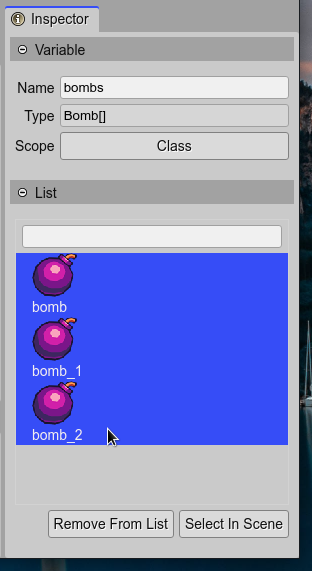 Inspector
Variable
Name bombs
Type Bomb[]
Scope Class
List
bomb
bomb_1
bomb_2
Remove From List Select In Scene